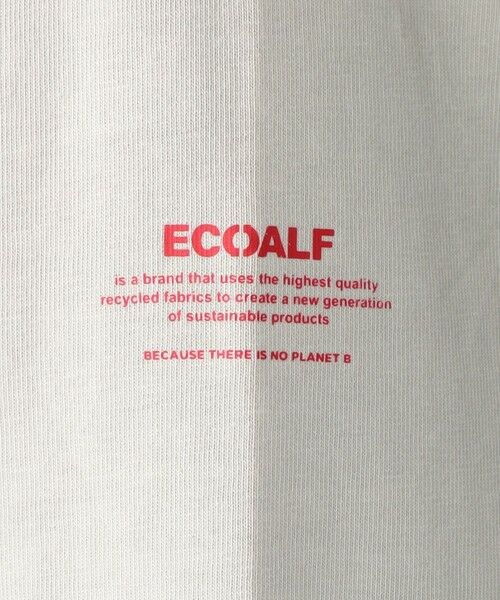 ECOALF
is a brand that uses the highest quality
recycled fabrics to create a new generation
of sustainable products
BECAUSE THERE IS NO PLANET B